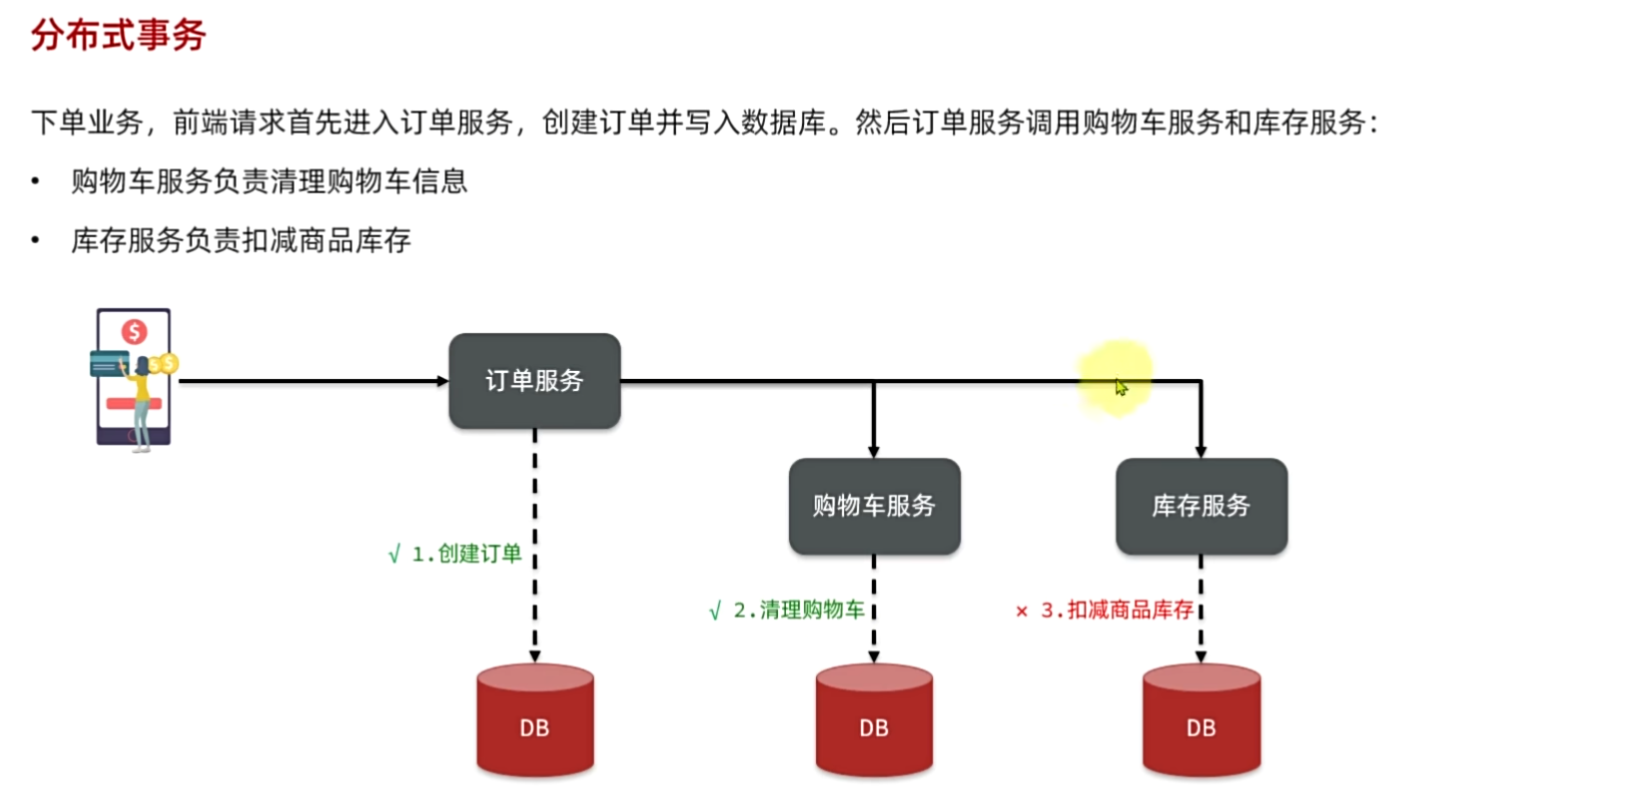 分布式事务
下单业务，前端请求首先进入订单服务，创建订单并写入数据库。然后订单服务调用购物车服务和库存服务：
• 购物车服务负责清理购物车信息
• 库存服务负责扣减商品库存
$
$
$
订单服务
购物车服务
库存服务
√ 1.创建订单
√ 2.清理购物车
× 3.扣减商品库存
DB
DB
DB